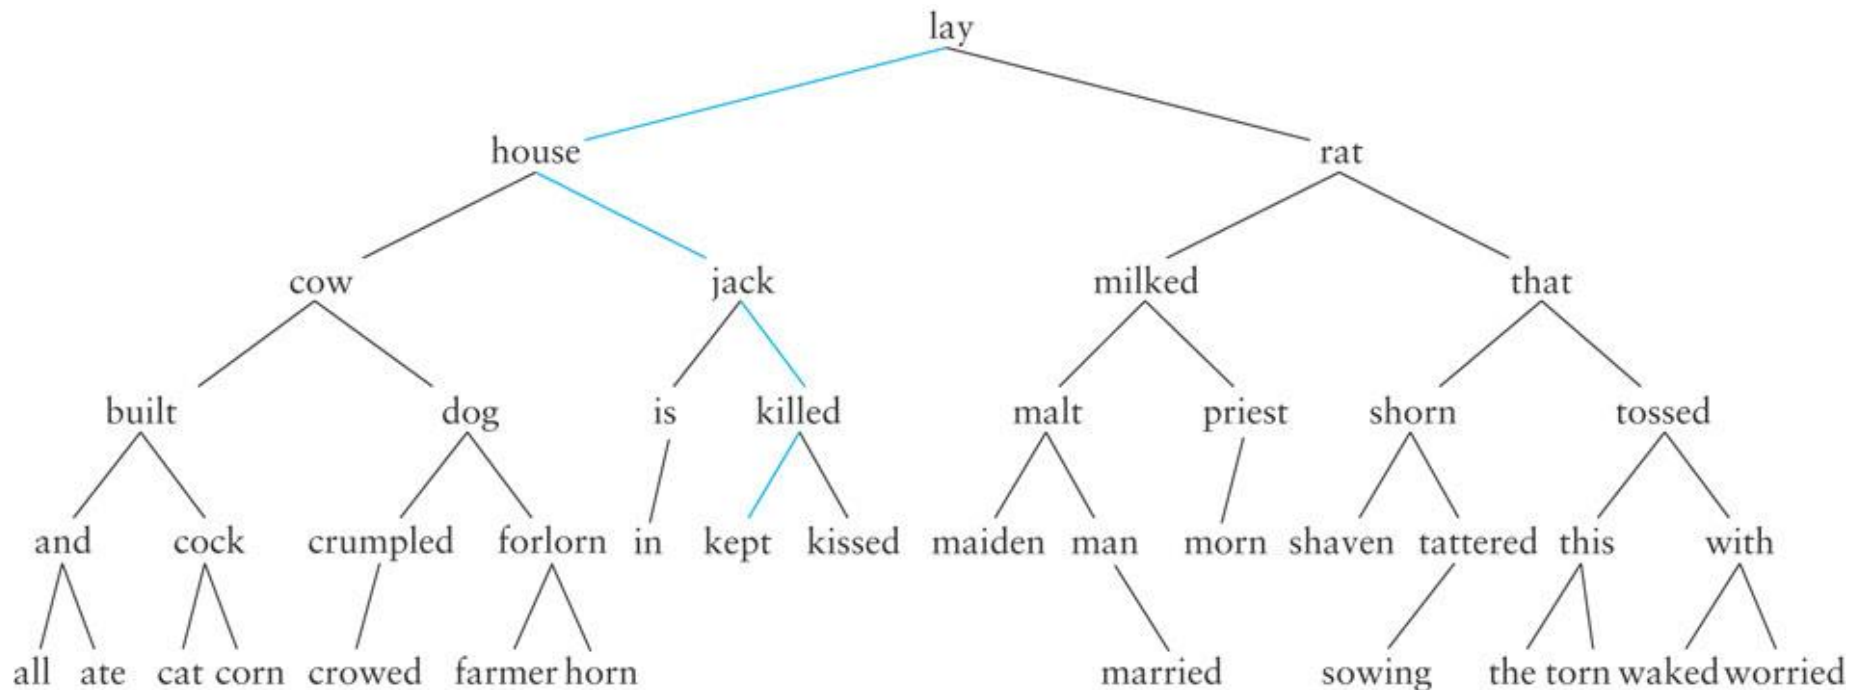 lay
house rat
cow jack milked that
built dog is killed malt priest shorn tossed
and cock crumpled forlorn in kept kissed maiden man morn shaven tattered this with
all ate cat corn crowed farmer horn married sowing the torn waked worried